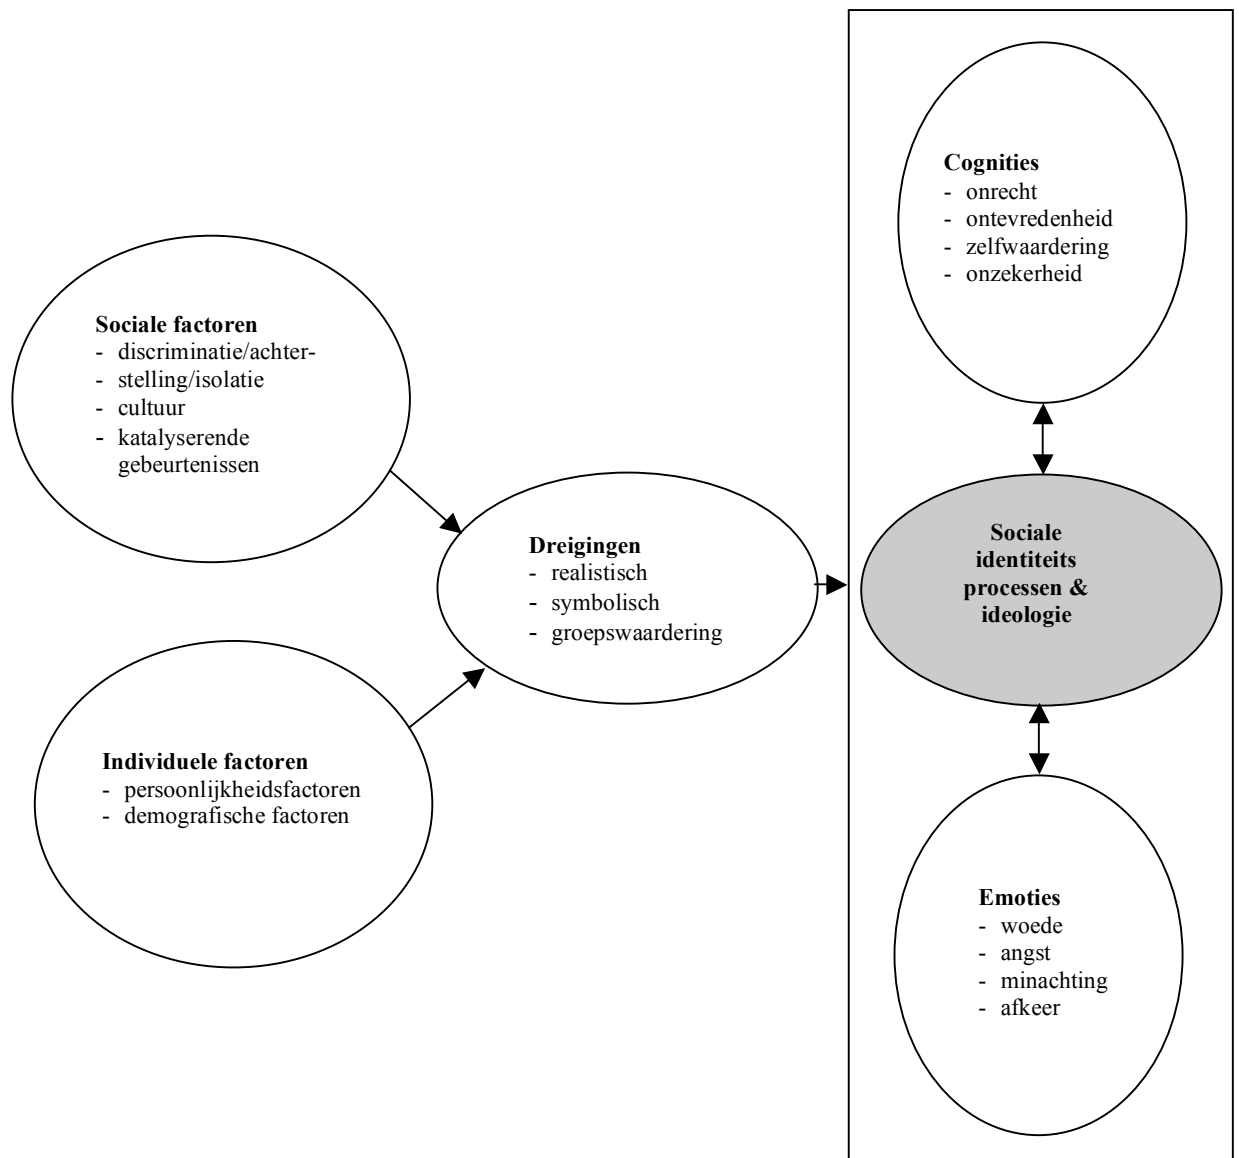 Sociale factoren
- discriminatie/achter-
- stelling/isolatie
- cultuur
- katalyserende
gebeurtenissen
Individuele factoren
- persoonlijkheidsfactoren
- demografische factoren
Dreigingen
- realistisch
- symbolisch
- groepswaardering
Cognities
- onrecht
- ontevredenheid
- zelfwaardering
- onzekerheid
Sociale
identiteits
processen &
ideologie
Emoties
- woede
- angst
- minachting
- afkeer